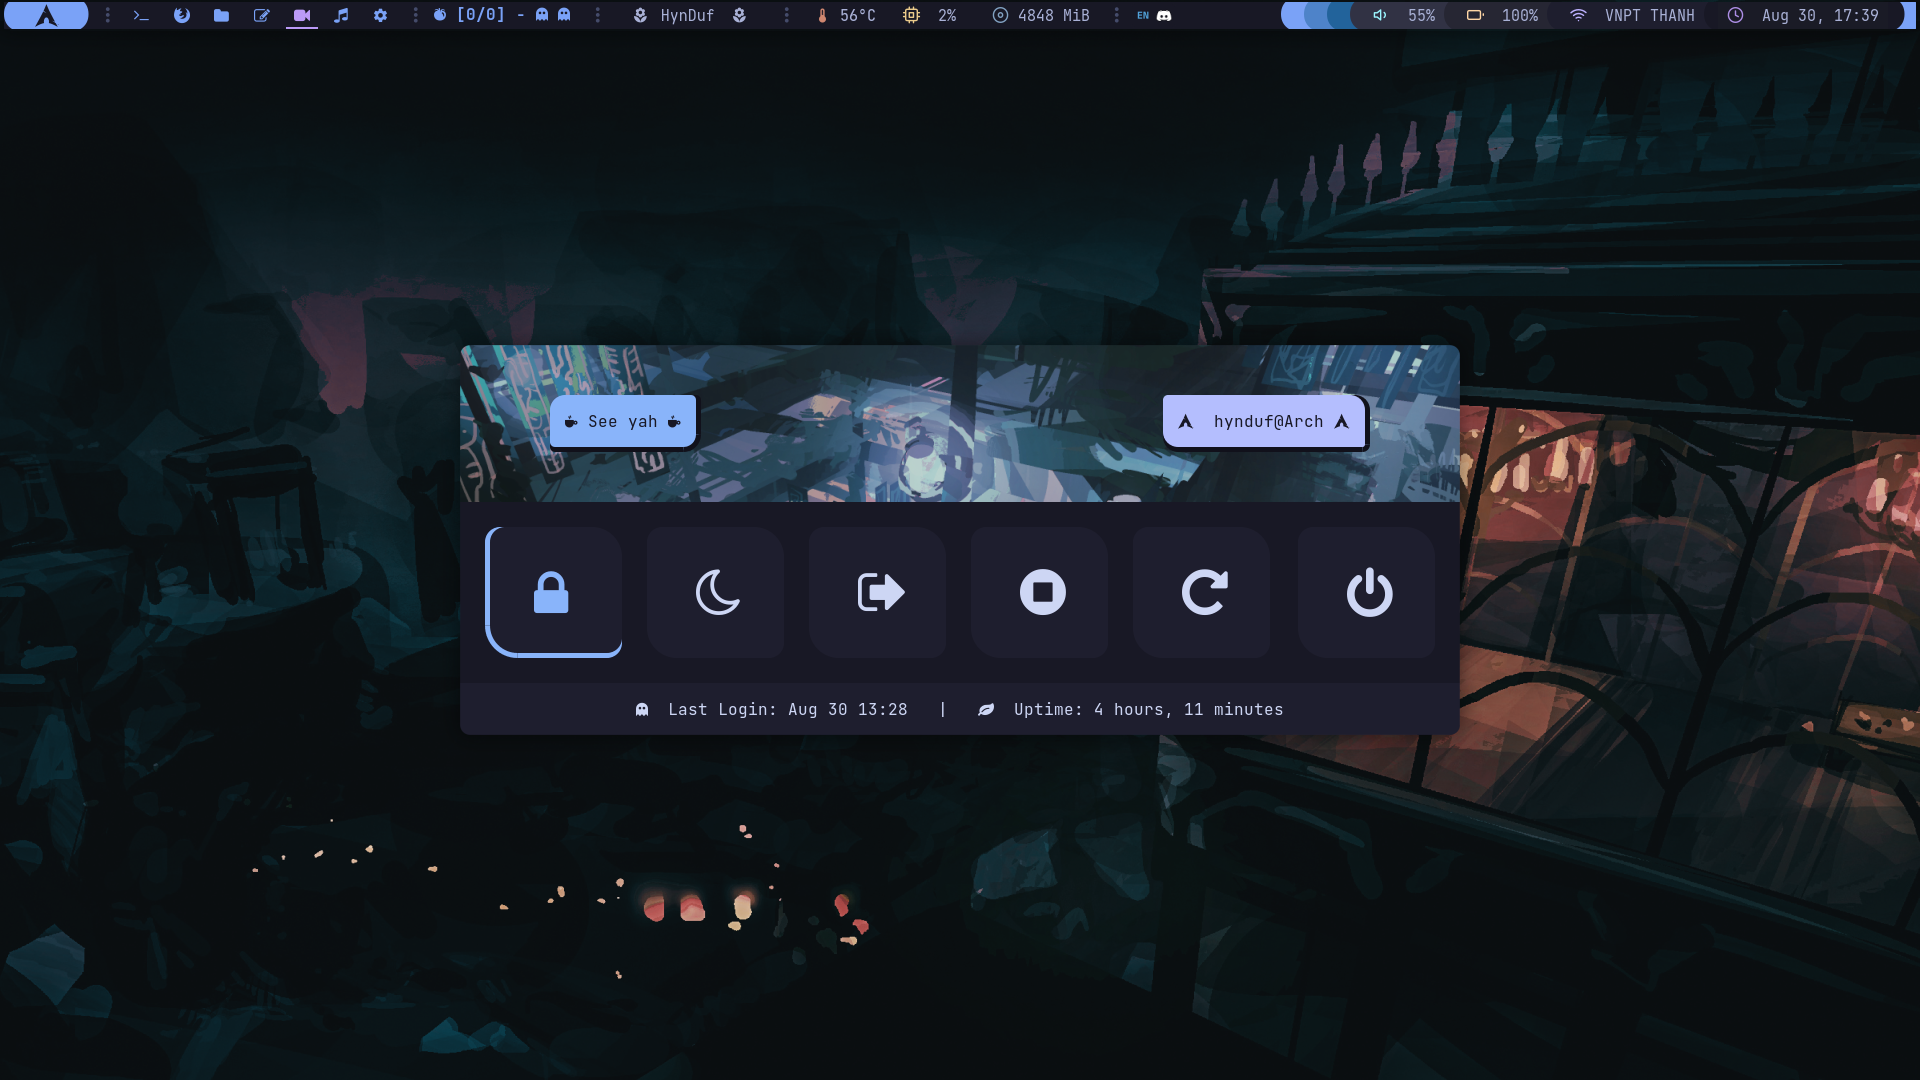 [0/0] - HynDuf 56°C 2% 4848 MiB EN 55% 100% VNPT THANH Aug 30, 17:39
See yah
hynduf@Arch
Last Login: Aug 30 13:28 | Uptime: 4 hours, 11 minutes